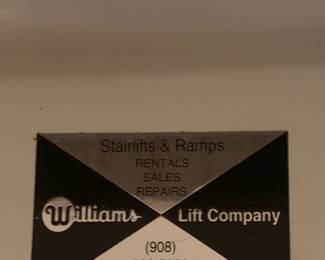 Stairlifts & Ramps
RENTALS
SALES
REPAIRS
Williams Lift Company
(908)